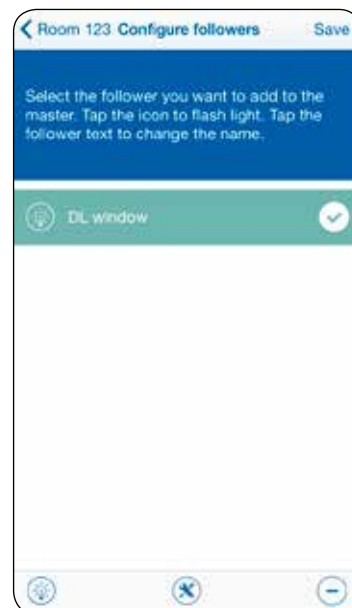 Room 123 Configure followers Save
Select the follower you want to add to the
master. Tap the icon to flash light. Tap the
follower text to change the name.
DL window